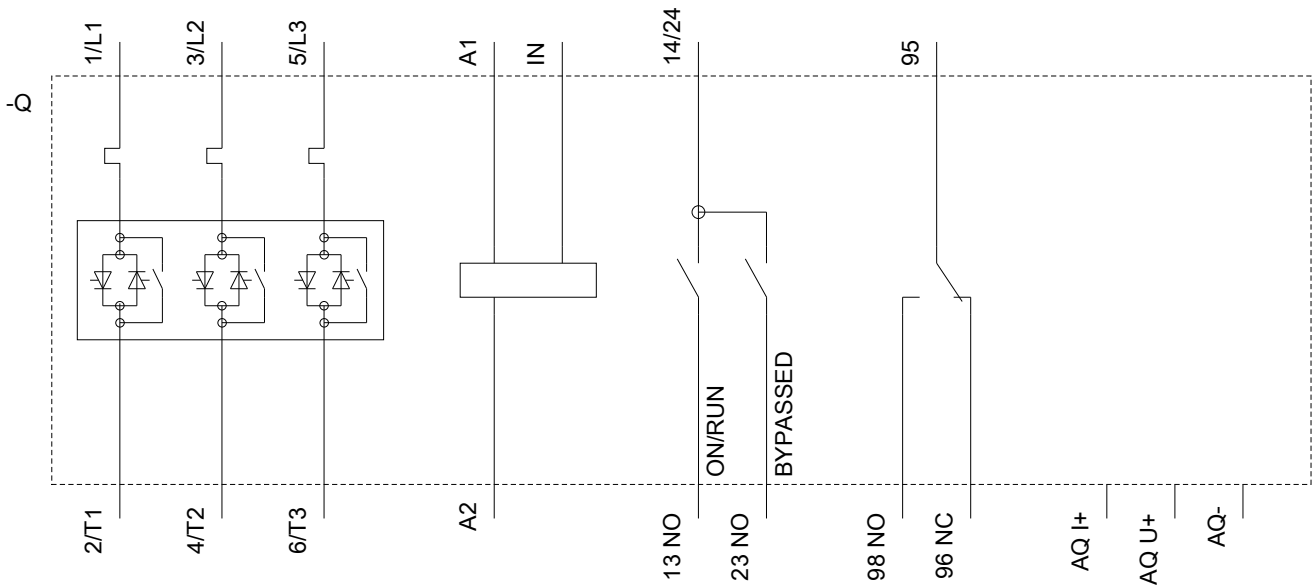 1/L1
3/L2
5/L3
A1
IN
14/24
95
-Q
ON/RUN
BYPASSED
2/T1
4/T2
6/T3
A2
13 NO
23 NO
98 NO
96 NC
AQ I+
AQ U+
AQ-